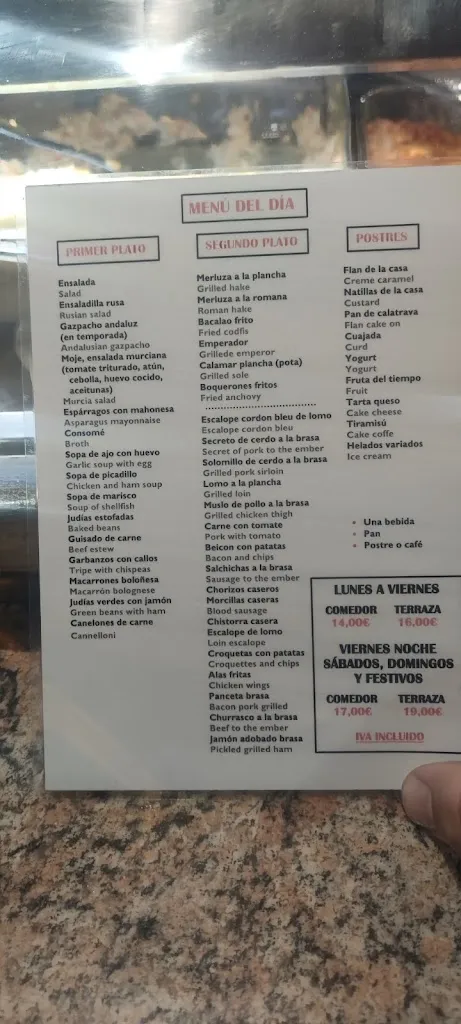 MENÚ DEL DÍA
PRIMER PLATO
Ensalada
Salad
Ensaladilla rusa
Rusian salad
Gazpacho andaluz
(en temporada)
Andalusian gazpacho
Moje, ensalada murciana
(tomate triturado, atún,
cebolla, huevo cocido,
aceitunas)
Murcia salad
Espárragos con mahonesa
Asparagus mayonnaise
Consomé
Broth
Sopa de ajo con huevo
Garlic soup with egg
Sopa de picadillo
Chicken and ham soup
Sopa de marisco
Soup of shellfish
Judías estofadas
Baked beans
Guisado de carne
Beef estew
Garbanzos con callos
Tripe with chispeas
Macarrones boloñesa
Macarrón bolognese
Judías verdes con jamón
Green beans with ham
Canelones de carne
Cannelloni
SEGUNDO PLATO
Merluza a la plancha
Grilled hake
Merluza a la romana
Roman hake
Bacalao frito
Fried codfis
Emperador
Grillede emperor
Calamar plancha (pota)
Grilled sole
Boquerones fritos
Fried anchovy
Escalope cordon bleu de lomo
Escalope cordon bleu
Secreto de cerdo a la brasa
Secret of pork to the ember
Solomillo de cerdo a la brasa
Grilled pork sirloin
Lomo a la plancha
Grilled loin
Muslo de pollo a la brasa
Grilled chicken thigh
Carne con tomate
Pork with tomato
Beicon con patatas
Bacon and chips
Salchichas a la brasa
Sausage to the ember
Chorizos caseros
Morcillas caseras
Blood sausage
Chistorra casera
Escalope de lomo
Loin escalope
Croquetas con patatas
Croquettes and chips
Alas fritas
Chicken wings
Panceta brasa
Bacon pork grilled
Churrasco a la brasa
Beef to the ember
Jamón adobado brasa
Pickled grilled ham
POSTRES
Flan de la casa
Creme caramel
Natillas de la casa
Custard
Pan de calatrava
Flan cake on
Cuajada
Curd
Yogurt
Yogurt
Fruta del tiempo
Fruit
Tarta queso
Cake cheese
Tiramisú
Cake coffe
Helados variados
Ice cream
• Una bebida
• Pan
• Postre o café
LUNES A VIERNES
COMEDOR TERRAZA
14,00€ 16,00€
VIERNES NOCHE
SÁBADOS, DOMINGOS
Y FESTIVOS
COMEDOR TERRAZA
17,00€ 19,00€
IVA INCLUIDO